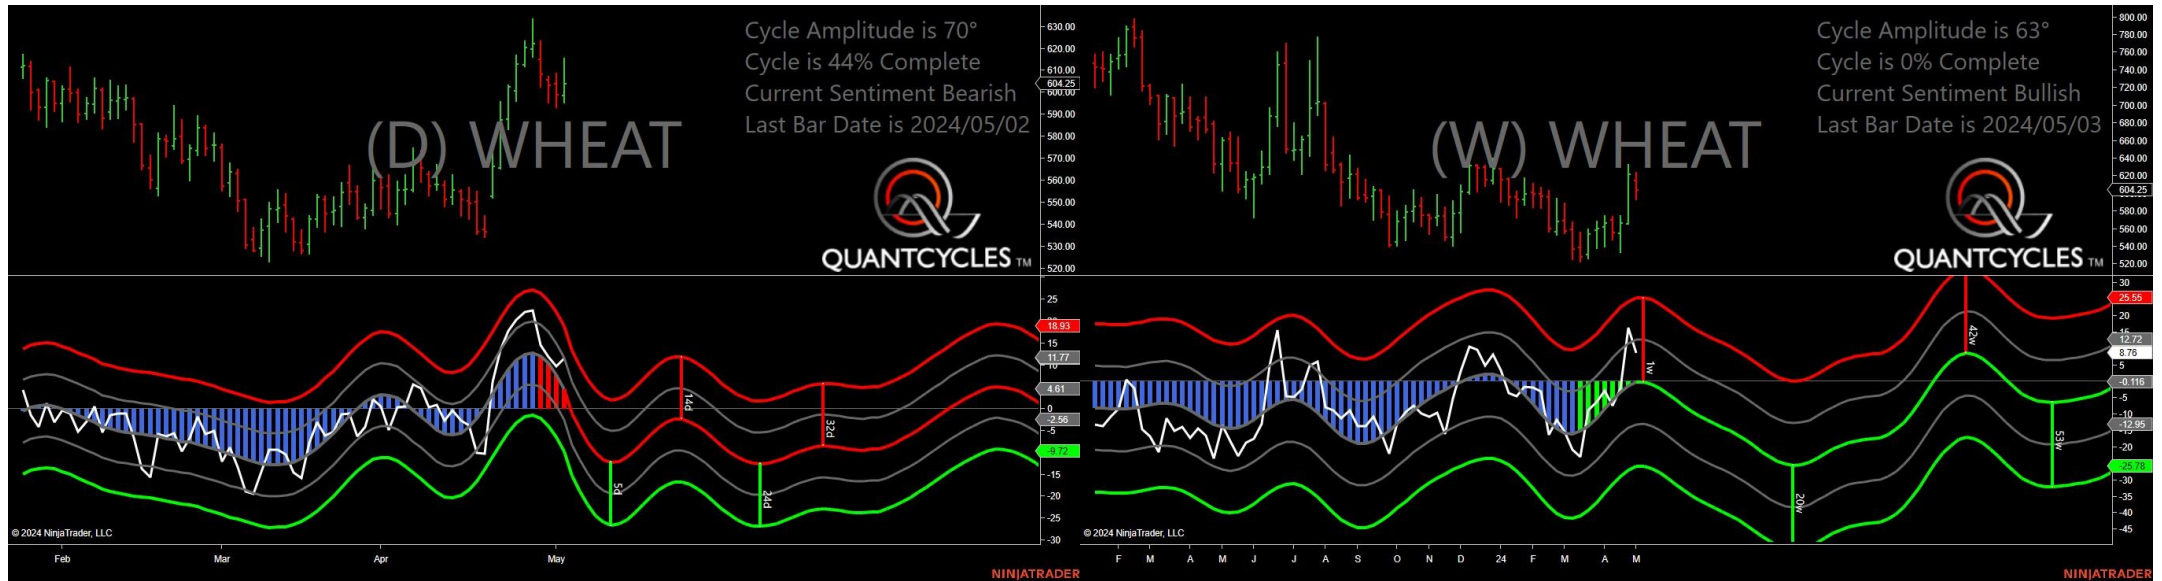 Cycle Amplitude is 70°
Cycle is 44% Complete
Current Sentiment Bearish
Last Bar Date is 2024/05/02
(D) WHEAT
QUANTCYCLES TM
630.00
620.00
610.00
604.25
600.00
590.00
580.00
570.00
560.00
550.00
540.00
530.00
520.00
25
18.93
15
11.77
10
4.61
0
-2.56
-5
-9.72
-15
-20
-25
-30
14d
32d
5d
24d
© 2024 NinjaTrader, LLC
Feb Mar Apr May
NINJATRADER
Cycle Amplitude is 63°
Cycle is 0% Complete
Current Sentiment Bullish
Last Bar Date is 2024/05/03
(W) WHEAT
QUANTCYCLES TM
800.00
780.00
760.00
740.00
720.00
700.00
680.00
660.00
640.00
620.00
604.25
580.00
560.00
540.00
520.00
30
25.55
20
15
12.72
8.76
5
-0.116
-5
-10
-12.95
-15
-20
-25.78
-30
-35
-40
-45
1w
42w
20w
53w
© 2024 NinjaTrader, LLC
F M A M J J A S O N D 24 F M A M
NINJATRADER